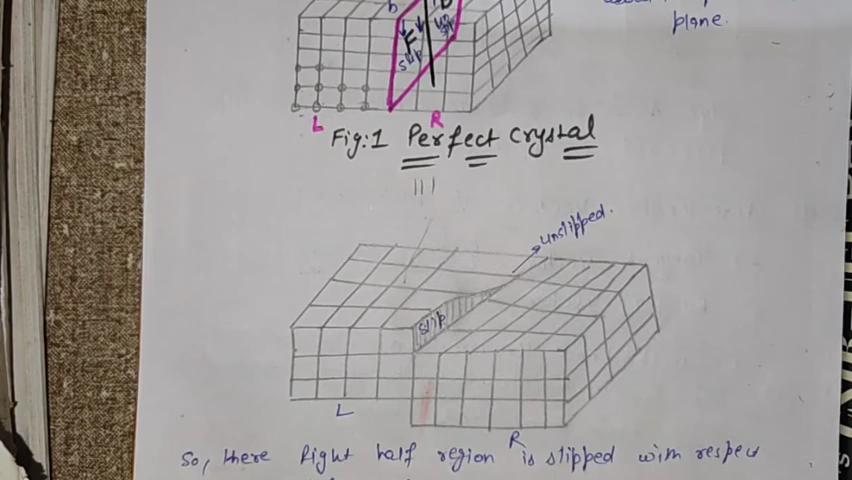 plane.
b
F
slip
L
R
Fig:1 Perfect Crystal
unslipped.
slip
L
R
So, there Right half region is slipped with respect